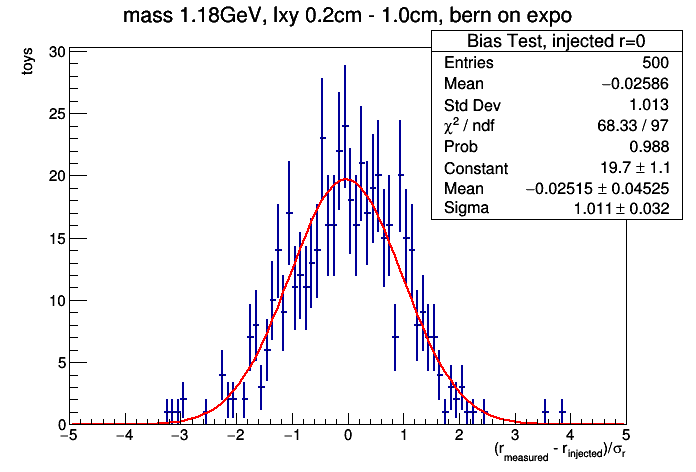 mass 1.18GeV, lxy 0.2cm - 1.0cm, bern on expo
Bias Test, injected r=0
Entries 500
Mean −0.02586
Std Dev 1.013
χ² / ndf 68.33 / 97
Prob 0.988
Constant 19.7 ± 1.1
Mean −0.02515 ± 0.04525
Sigma 1.011 ± 0.032
toys
30
25
20
15
10
5
0
−5 −4 −3 −2 −1 0 1 2 3 4 5
(r_measured - r_injected)/σ_r